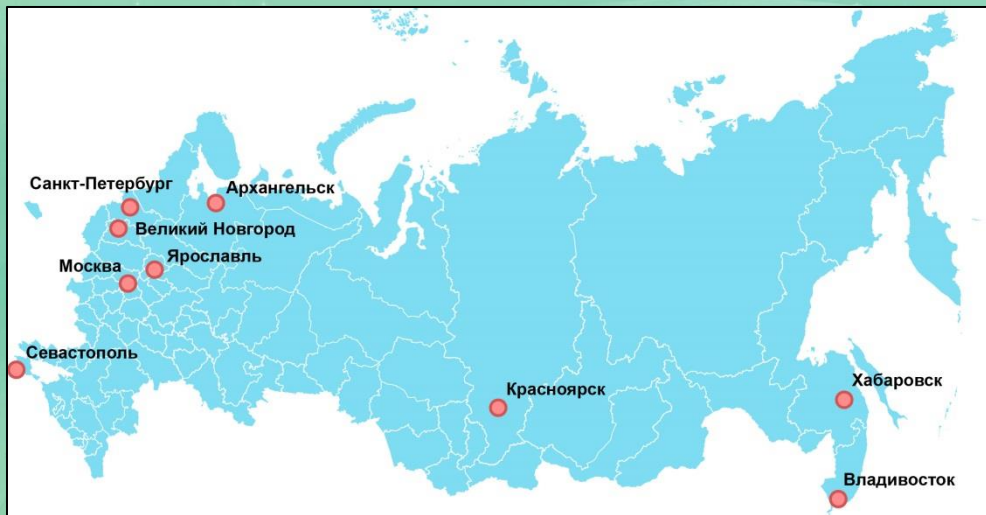 Санкт-Петербург
Архангельск
Великий Новгород
Ярославль
Москва
Севастополь
Красноярск
Хабаровск
Владивосток